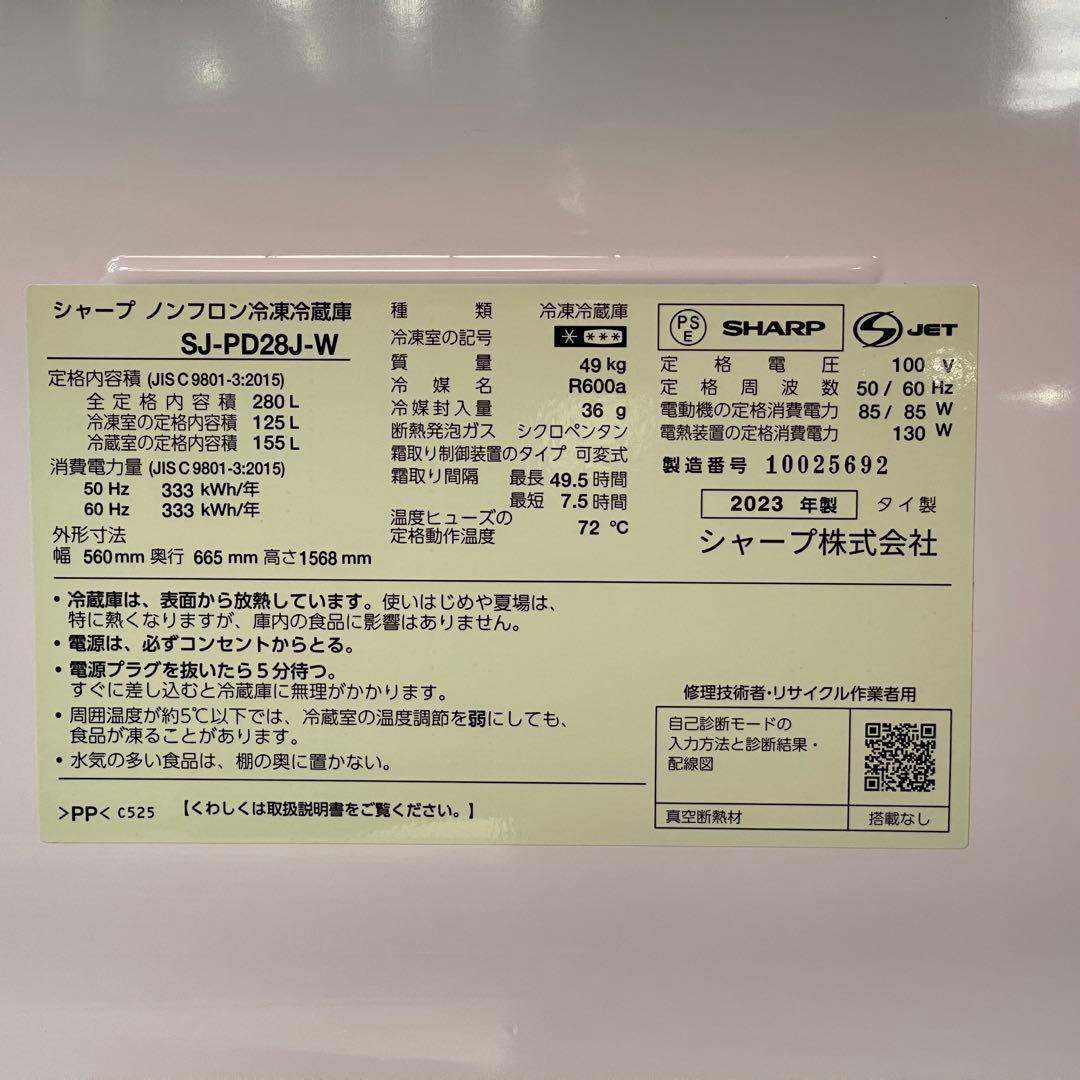 シャープ ノンフロン冷凍冷蔵庫
SJ-PD28J-W
定格内容積 (JIS C 9801-3:2015)
全定格内容積 280 L
冷凍室の定格内容積 125 L
冷蔵室の定格内容積 155 L
消費電力量 (JIS C 9801-3:2015)
50 Hz 333 kWh/年
60 Hz 333 kWh/年
外形寸法
幅 560 mm 奥行 665 mm 高さ 1568 mm
種類 冷凍冷蔵庫
冷凍室の記号 * ***
質量 49 kg
冷媒名 R600a
冷媒封入量 36 g
断熱発泡ガス シクロペンタン
霜取り制御装置のタイプ 可変式
霜取り間隔 最長 49.5 時間
最短 7.5 時間
温度ヒューズの
定格動作温度 72 ℃
PSE SHARP JET
定格電圧 100 V
定格周波数 50 / 60 Hz
電動機の定格消費電力 85 / 85 W
電熱装置の定格消費電力 130 W
製造番号 10025692
2023 年製 タイ製
シャープ株式会社
• 冷蔵庫は、表面から放熱しています。使いはじめや夏場は、
特に熱くなりますが、庫内の食品に影響はありません。
• 電源は、必ずコンセントからとる。
• 電源プラグを抜いたら5分待つ。
すぐに差し込むと冷蔵庫に無理がかかります。
• 周囲温度が約5℃以下では、冷蔵室の温度調節を弱にしても、
食品が凍ることがあります。
• 水気の多い食品は、棚の奥に置かない。
>PP< C525 【くわしくは取扱説明書をご覧ください。】
修理技術者・リサイクル作業者用
自己診断モードの
入力方法と診断結果・
配線図
真空断熱材 搭載なし